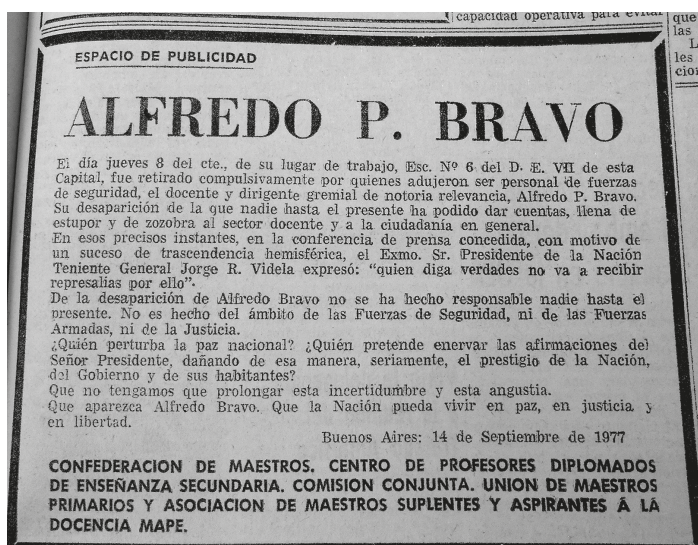 capacidad operativa para evitar
que
las
L
les
cion
ESPACIO DE PUBLICIDAD
ALFREDO P. BRAVO
El día jueves 8 del cte., de su lugar de trabajo, Esc. Nº 6 del D. E. VII de esta
Capital, fue retirado compulsivamente por quienes adujeron ser personal de fuerzas
de seguridad, el docente y dirigente gremial de notoria relevancia, Alfredo P. Bravo.
Su desaparición de la que nadie hasta el presente ha podido dar cuentas, llena de
estupor y de zozobra al sector docente y a la ciudadanía en general.
En esos precisos instantes, en la conferencia de prensa concedida, con motivo de
un suceso de trascendencia hemisférica, el Exmo. Sr. Presidente de la Nación
Teniente General Jorge R. Videla expresó: “quien diga verdades no va a recibir
represalias por ello”.
De la desaparición de Alfredo Bravo no se ha hecho responsable nadie hasta el
presente. No es hecho del ámbito de las Fuerzas de Seguridad, ni de las Fuerzas
Armadas, ni de la Justicia.
¿Quién perturba la paz nacional? ¿Quién pretende enervar las afirmaciones del
Señor Presidente, dañando de esa manera, seriamente, el prestigio de la Nación,
del Gobierno y de sus habitantes?
Que no tengamos que prolongar esta incertidumbre y esta angustia.
Que aparezca Alfredo Bravo. Que la Nación pueda vivir en paz, en justicia y
en libertad.
Buenos Aires: 14 de Septiembre de 1977
CONFEDERACION DE MAESTROS. CENTRO DE PROFESORES DIPLOMADOS
DE ENSEÑANZA SECUNDARIA. COMISION CONJUNTA. UNION DE MAESTROS
PRIMARIOS Y ASOCIACION DE MAESTROS SUPLENTES Y ASPIRANTES Á LA
DOCENCIA MAPE.